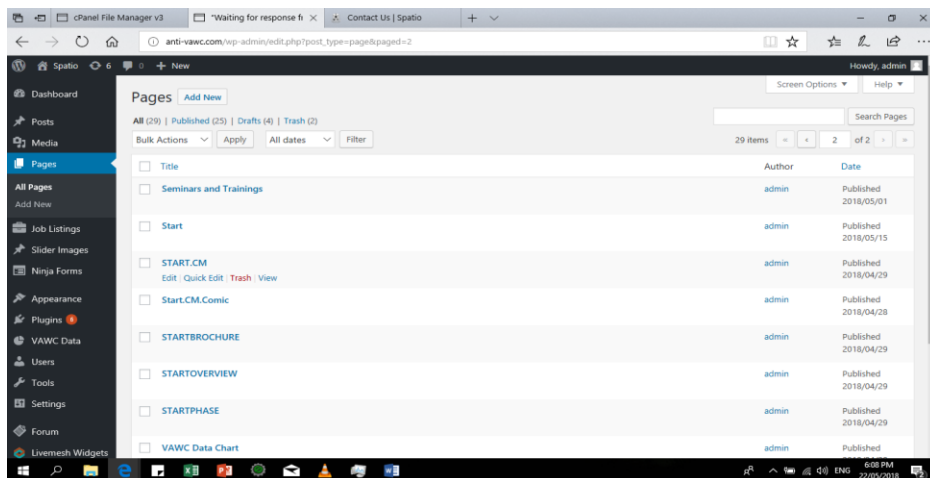 cPanel File Manager v3
"Waiting for response fr
Contact Us | Spatio
anti-vawc.com/wp-admin/edit.php?post_type=page&paged=2
Spatio 6 0 + New
Howdy, admin
Screen Options Help
Dashboard
Posts
Media
Pages
All Pages
Add New
Job Listings
Slider Images
Ninja Forms
Appearance
Plugins
VAWC Data
Users
Tools
Settings
Forum
Livemesh Widgets
Pages Add New
All (29) | Published (25) | Drafts (4) | Trash (2)
Search Pages
Bulk Actions Apply All dates Filter
29 items « ‹ 2 of 2 › »
Title Author Date
Seminars and Trainings admin Published
2018/05/01
Start admin Published
2018/05/15
START.CM admin Published
2018/04/29
Edit | Quick Edit | Trash | View
Start.CM.Comic admin Published
2018/04/28
STARTBROCHURE admin Published
2018/04/29
STARTOVERVIEW admin Published
2018/04/29
STARTPHASE admin Published
2018/04/29
VAWC Data Chart admin Published
ENG
6:08 PM
22/05/2018